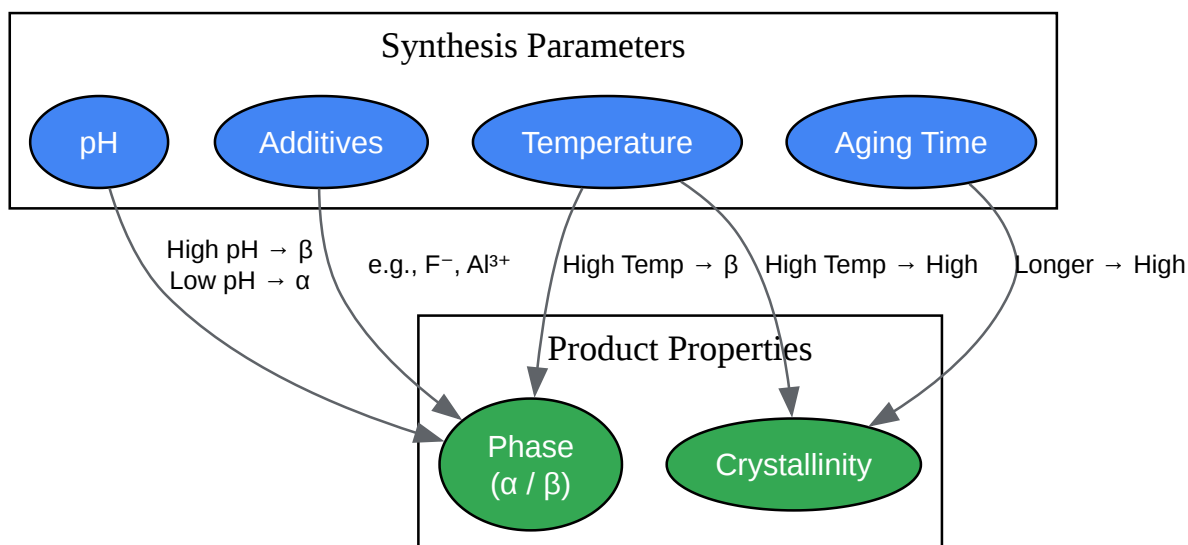 Synthesis Parameters
pH
Additives
Temperature
Aging Time
High pH → β
Low pH → α
e.g., F⁻, Al³⁺
High Temp → β
High Temp → High
Longer → High
Product Properties
Phase
(α / β)
Crystallinity